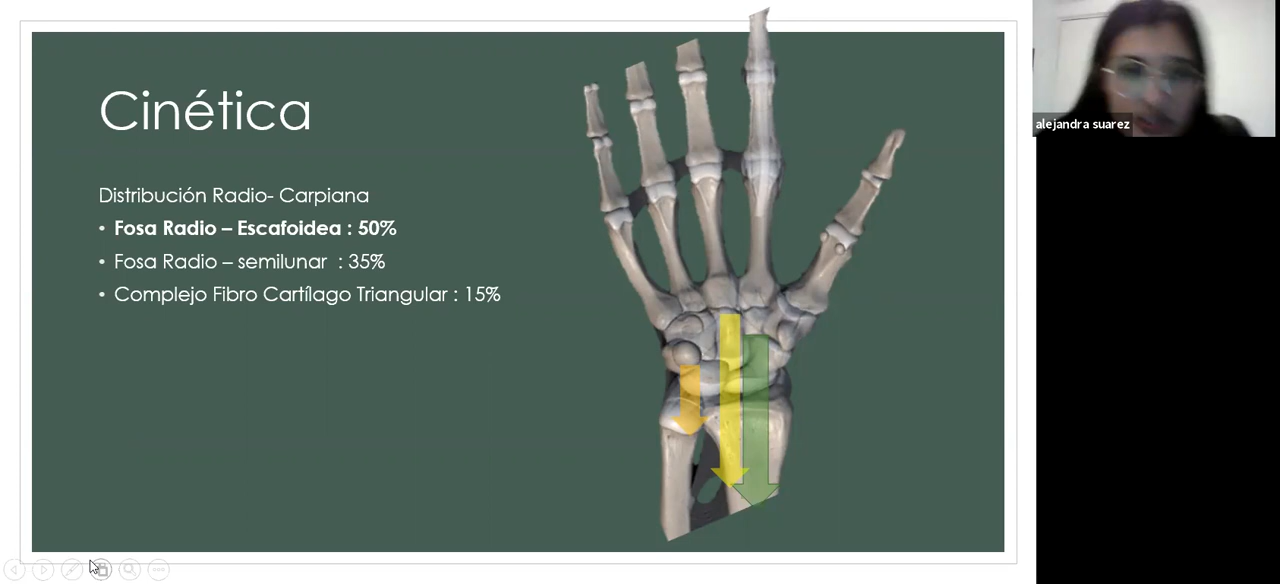 Cinética
Distribución Radio- Carpiana
• Fosa Radio – Escafoidea : 50%
• Fosa Radio – semilunar  : 35%
• Complejo Fibro Cartílago Triangular : 15%
alejandra suarez